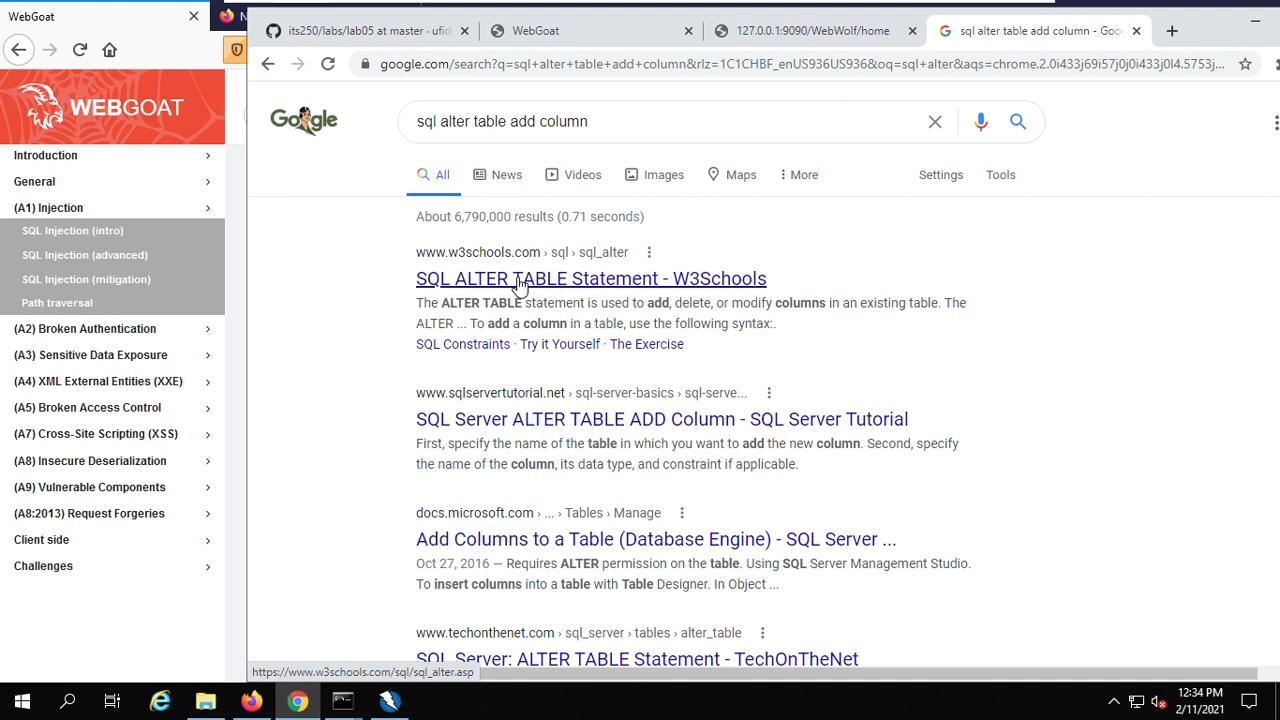 WebGoat
WEBGOAT
Introduction
General
(A1) Injection
SQL Injection (intro)
SQL Injection (advanced)
SQL Injection (mitigation)
Path traversal
(A2) Broken Authentication
(A3) Sensitive Data Exposure
(A4) XML External Entities (XXE)
(A5) Broken Access Control
(A7) Cross-Site Scripting (XSS)
(A8) Insecure Deserialization
(A9) Vulnerable Components
(A8:2013) Request Forgeries
Client side
Challenges
its250/labs/lab05 at master · ufid
WebGoat
127.0.0.1:9090/WebWolf/home
sql alter table add column - Goo
google.com/search?q=sql+alter+table+add+column&rlz=1C1CHBF_enUS936US936&oq=sql+alter&aqs=chrome.2.0i433j69i57j0j0i433j0l4.5753j...
Google
sql alter table add column
All News Videos Images Maps More Settings Tools
About 6,790,000 results (0.71 seconds)
www.w3schools.com › sql › sql_alter
SQL ALTER TABLE Statement - W3Schools
The ALTER TABLE statement is used to add, delete, or modify columns in an existing table. The
ALTER ... To add a column in a table, use the following syntax:.
SQL Constraints · Try it Yourself · The Exercise
www.sqlservertutorial.net › sql-server-basics › sql-serve...
SQL Server ALTER TABLE ADD Column - SQL Server Tutorial
First, specify the name of the table in which you want to add the new column. Second, specify
the name of the column, its data type, and constraint if applicable.
docs.microsoft.com › ... › Tables › Manage
Add Columns to a Table (Database Engine) - SQL Server ...
Oct 27, 2016 — Requires ALTER permission on the table. Using SQL Server Management Studio.
To insert columns into a table with Table Designer. In Object ...
www.techonthenet.com › sql_server › tables › alter_table
SQL Server: ALTER TABLE Statement - TechOnTheNet
https://www.w3schools.com/sql/sql_alter.asp
12:34 PM
2/11/2021